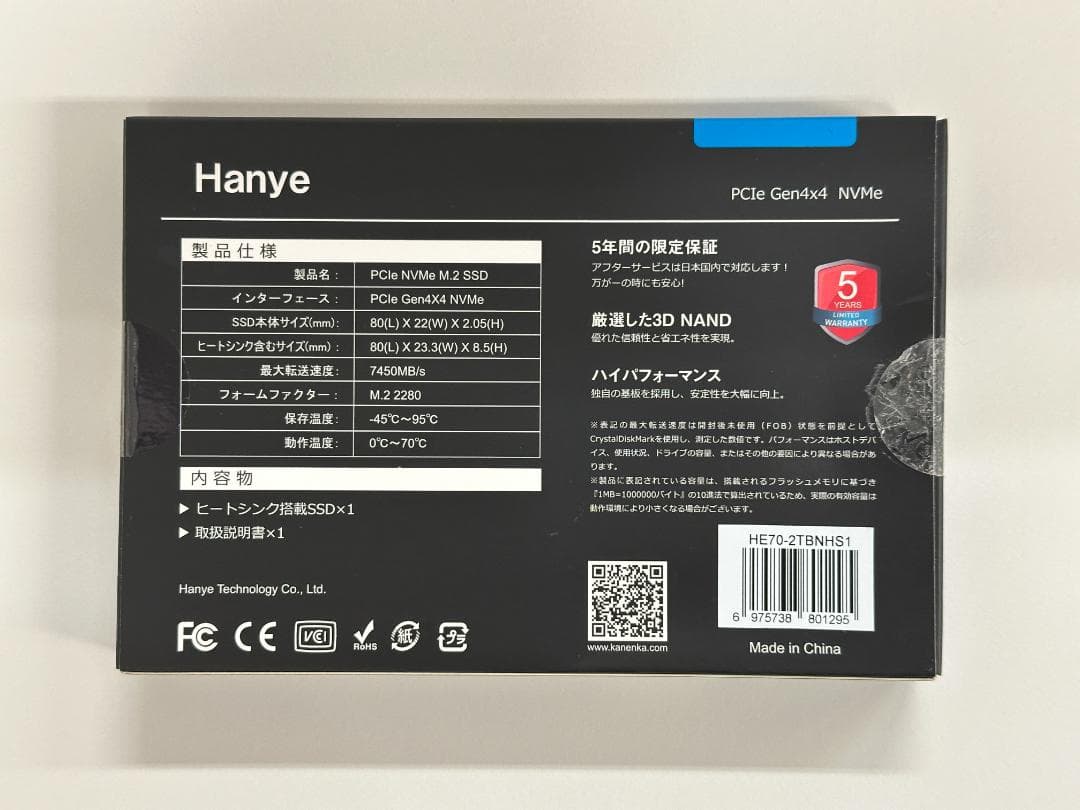 Hanye
PCIe Gen4x4 NVMe
製品仕様
製品名： PCIe NVMe M.2 SSD
インターフェース： PCIe Gen4X4 NVMe
SSD本体サイズ(mm)： 80(L) X 22(W) X 2.05(H)
ヒートシンク含むサイズ(mm)： 80(L) X 23.3(W) X 8.5(H)
最大転送速度： 7450MB/s
フォームファクター： M.2 2280
保存温度： -45℃～95℃
動作温度： 0℃～70℃
内容物
▶ ヒートシンク搭載SSD×1
▶ 取扱説明書×1
Hanye Technology Co., Ltd.
FC CE VCCI RoHS 紙 プラ
5年間の限定保証
アフターサービスは日本国内で対応します！
万が一の時にも安心!
5
YEARS
LIMITED
WARRANTY
厳選した3D NAND
優れた信頼性と省エネ性を実現。
ハイパフォーマンス
独自の基板を採用し、安定性を大幅に向上。
※表記の最大転送速度は開封後未使用（FOB）状態を前提として
CrystalDiskMarkを使用し、測定した数値です。パフォーマンスはホストデバ
イス、使用状況、ドライブの容量、またはその他の要因により異なる場合があ
ります。
※製品に表記されている容量は、搭載されるフラッシュメモリに基づき
『1MB=1000000バイト』の10進法で算出されているため、実際の有効容量は
動作環境により小さくなる場合がございます。
www.kanenka.com
HE70-2TBNHS1
6 975738 801295
Made in China